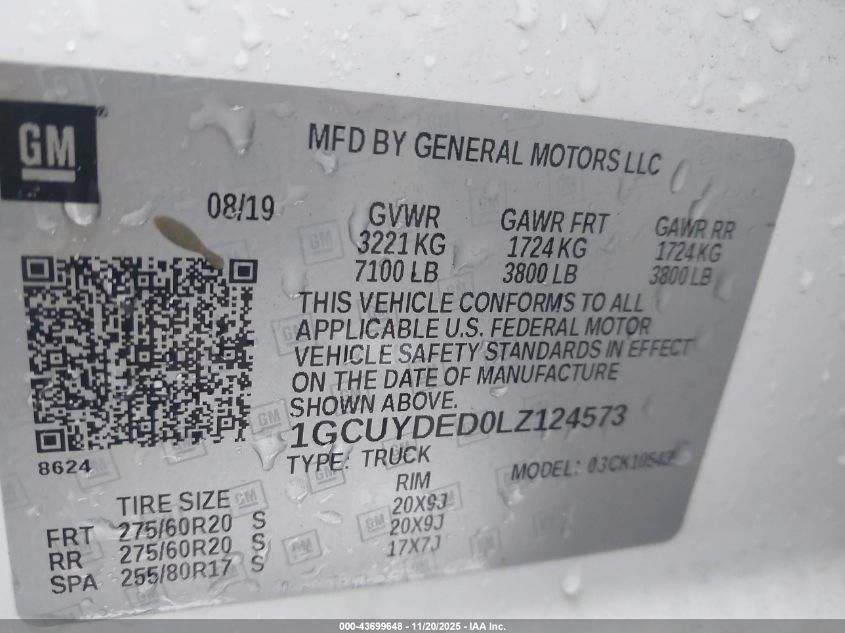 GM
MFD BY GENERAL MOTORS LLC
08/19
GVWR GAWR FRT GAWR RR
3221 KG 1724 KG 1724 KG
7100 LB 3800 LB 3800 LB
THIS VEHICLE CONFORMS TO ALL
APPLICABLE U.S. FEDERAL MOTOR
VEHICLE SAFETY STANDARDS IN EFFECT
ON THE DATE OF MANUFACTURE
SHOWN ABOVE.
1GCUYDED0LZ124573
8624
TYPE: TRUCK MODEL: 03CK10543
TIRE SIZE RIM
FRT 275/60R20 S 20X9J
RR 275/60R20 S 20X9J
SPA 255/80R17 S 17X7J
000-43699648 - 11/20/2025 - IAA Inc.